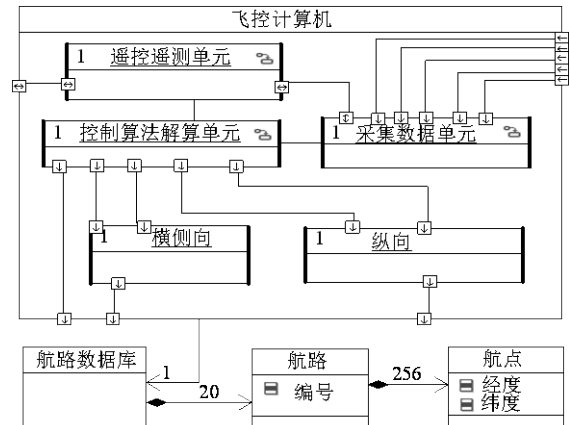 飞控计算机
1 遥控遥测单元
1 控制算法解算单元
1 采集数据单元
1 横侧向
1 纵向
航路数据库
1
20
航路
编号
256
航点
经度
纬度